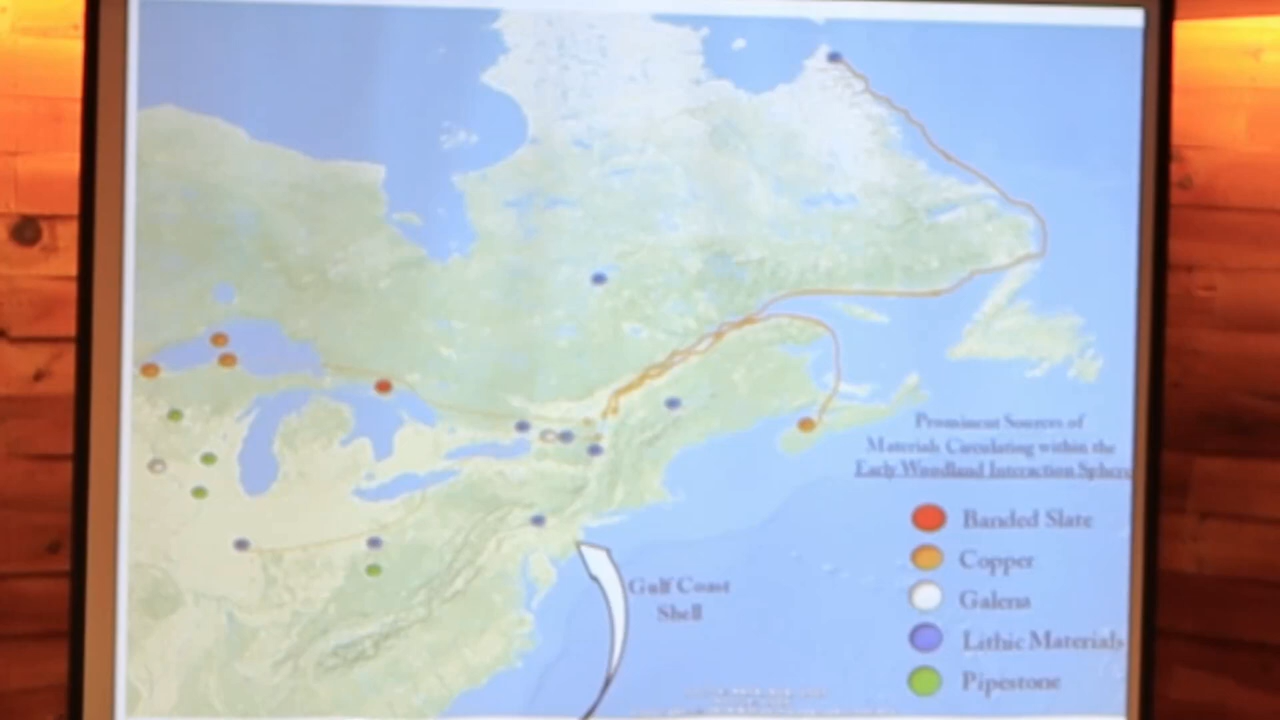 Prominent Sources of
Materials Circulating within the
Early Woodland Interaction Sphere
Banded Slate
Copper
Galena
Lithic Materials
Pipestone
Gulf Coast
Shell